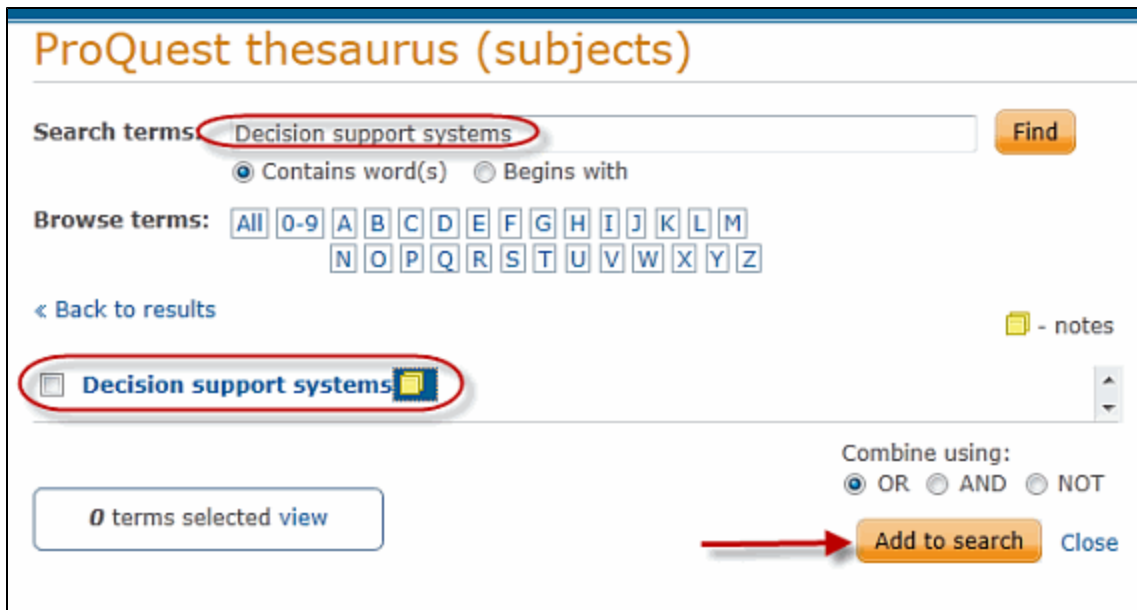 ProQuest thesaurus (subjects)
Search terms: Decision support systems Find
Contains word(s) Begins with
Browse terms: All 0-9 A B C D E F G H I J K L M
N O P Q R S T U V W X Y Z
« Back to results
- notes
Decision support systems
Combine using:
OR AND NOT
0 terms selected view
Add to search Close